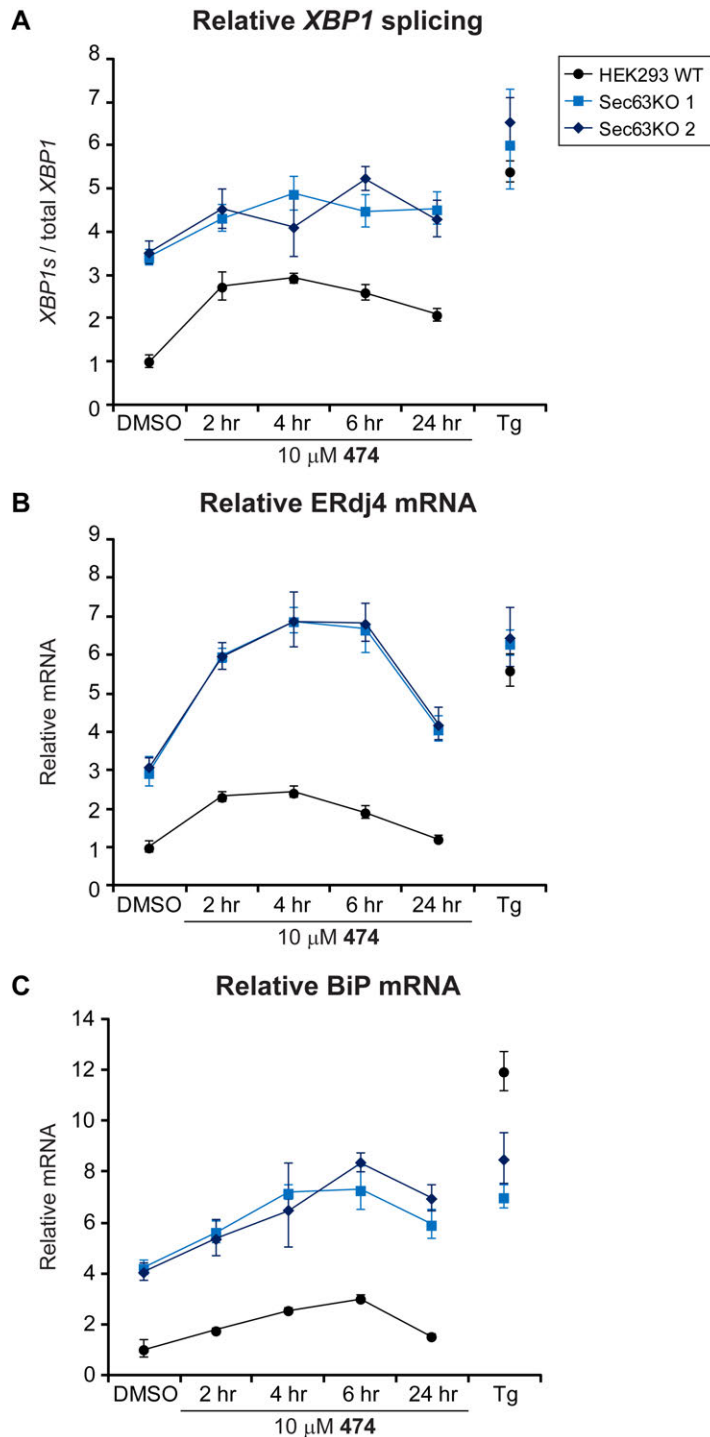 A
Relative XBP1 splicing
HEK293 WT
Sec63KO 1
Sec63KO 2
XBP1s / total XBP1
8
7
6
5
4
3
2
1
0
DMSO 2 hr 4 hr 6 hr 24 hr Tg
10 μM 474
B
Relative ERdj4 mRNA
Relative mRNA
9
8
7
6
5
4
3
2
1
0
DMSO 2 hr 4 hr 6 hr 24 hr Tg
10 μM 474
C
Relative BiP mRNA
Relative mRNA
14
12
10
8
6
4
2
0
DMSO 2 hr 4 hr 6 hr 24 hr Tg
10 μM 474